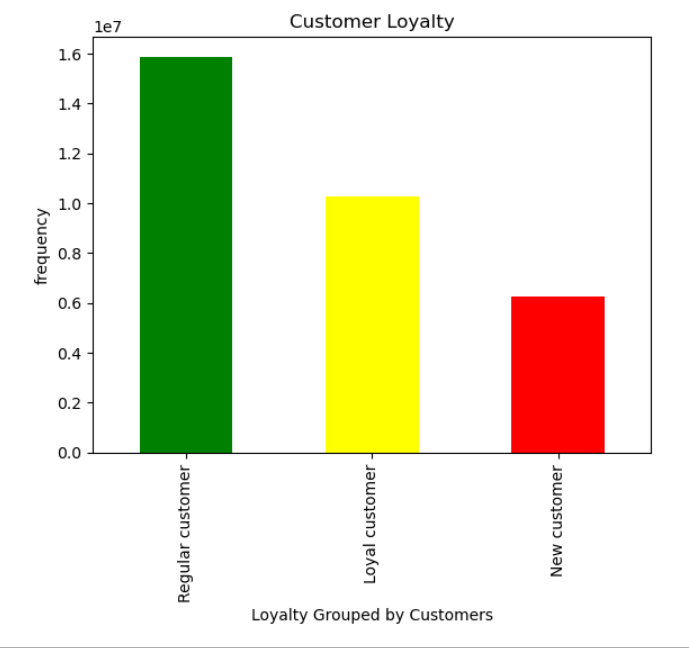 Customer Loyalty
1e7
1.6
1.4
1.2
1.0
0.8
0.6
0.4
0.2
0.0
frequency
Regular customer
Loyal customer
New customer
Loyalty Grouped by Customers